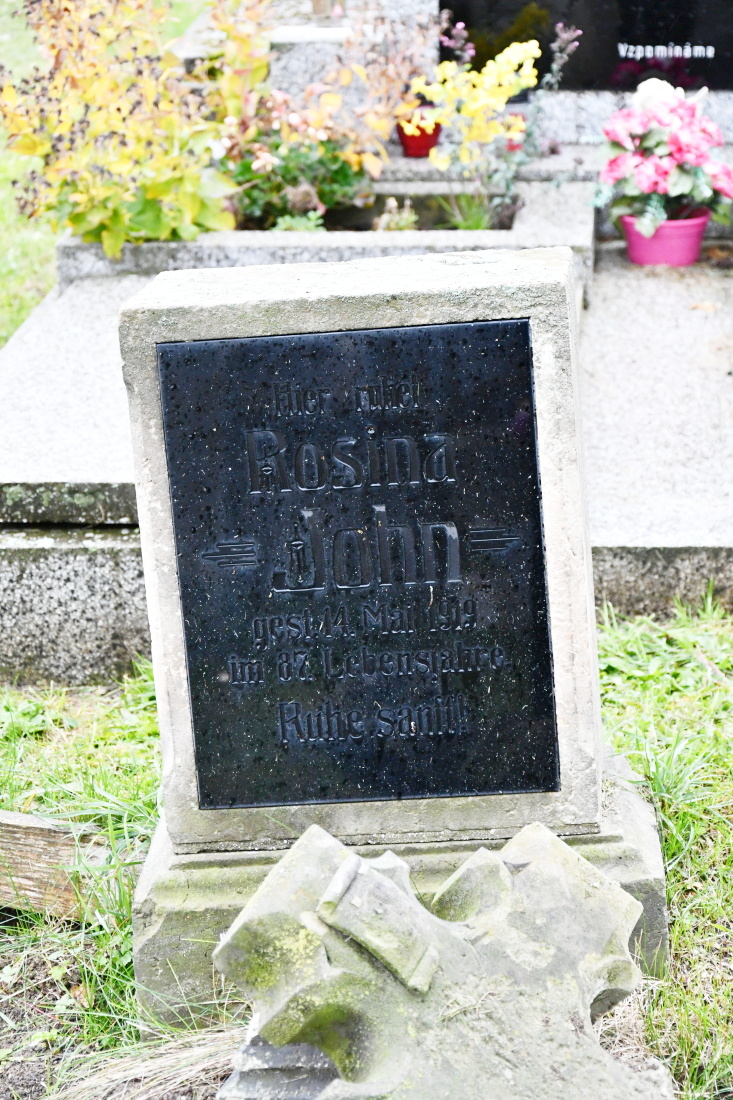 Vzpomínáme
Hier ruhet
Rosina
John
gest. 14. Mai 1919
im 87. Lebensjahre.
Ruhe sanft!